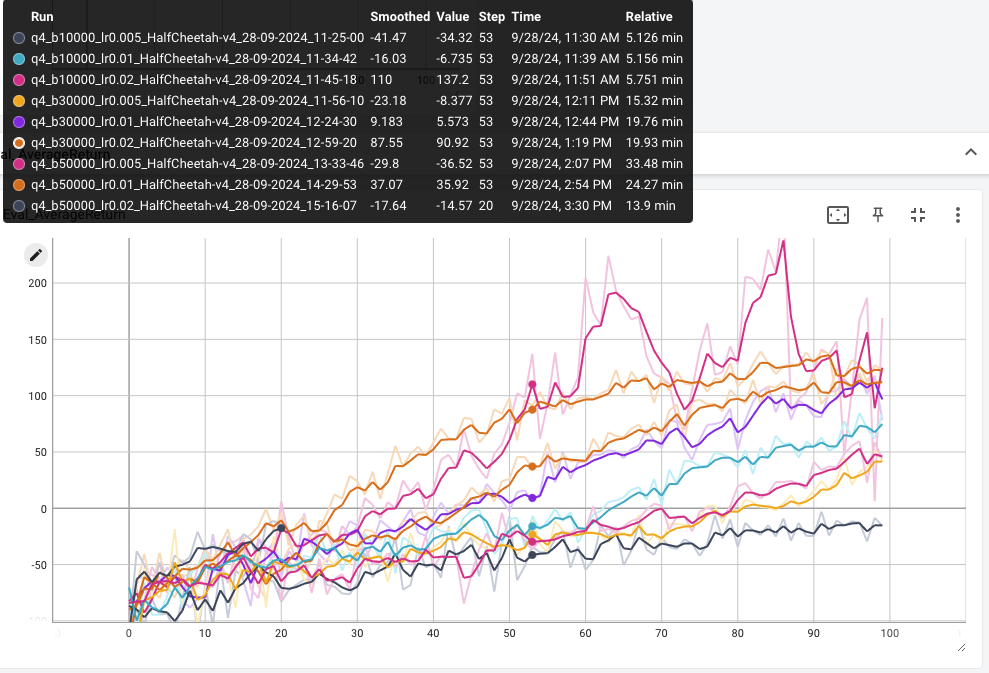 Run Smoothed Value Step Time Relative
q4_b10000_lr0.005_HalfCheetah-v4_28-09-2024_11-25-00 -41.47 -34.32 53 9/28/24, 11:30 AM 5.126 min
q4_b10000_lr0.01_HalfCheetah-v4_28-09-2024_11-34-42 -16.03 -6.735 53 9/28/24, 11:39 AM 5.156 min
q4_b10000_lr0.02_HalfCheetah-v4_28-09-2024_11-45-18 110 137.2 53 9/28/24, 11:51 AM 5.751 min
q4_b30000_lr0.005_HalfCheetah-v4_28-09-2024_11-56-10 -23.18 -8.377 53 9/28/24, 12:11 PM 15.32 min
q4_b30000_lr0.01_HalfCheetah-v4_28-09-2024_12-24-30 9.183 5.573 53 9/28/24, 12:44 PM 19.76 min
q4_b30000_lr0.02_HalfCheetah-v4_28-09-2024_12-59-20 87.55 90.92 53 9/28/24, 1:19 PM 19.93 min
q4_b50000_lr0.005_HalfCheetah-v4_28-09-2024_13-33-46 -29.8 -36.52 53 9/28/24, 2:07 PM 33.48 min
q4_b50000_lr0.01_HalfCheetah-v4_28-09-2024_14-29-53 37.07 35.92 53 9/28/24, 2:54 PM 24.27 min
q4_b50000_lr0.02_HalfCheetah-v4_28-09-2024_15-16-07 -17.64 -14.57 20 9/28/24, 3:30 PM 13.9 min
Eval_AverageReturn
200
150
100
50
0
-50
-100
0 10 20 30 40 50 60 70 80 90 100